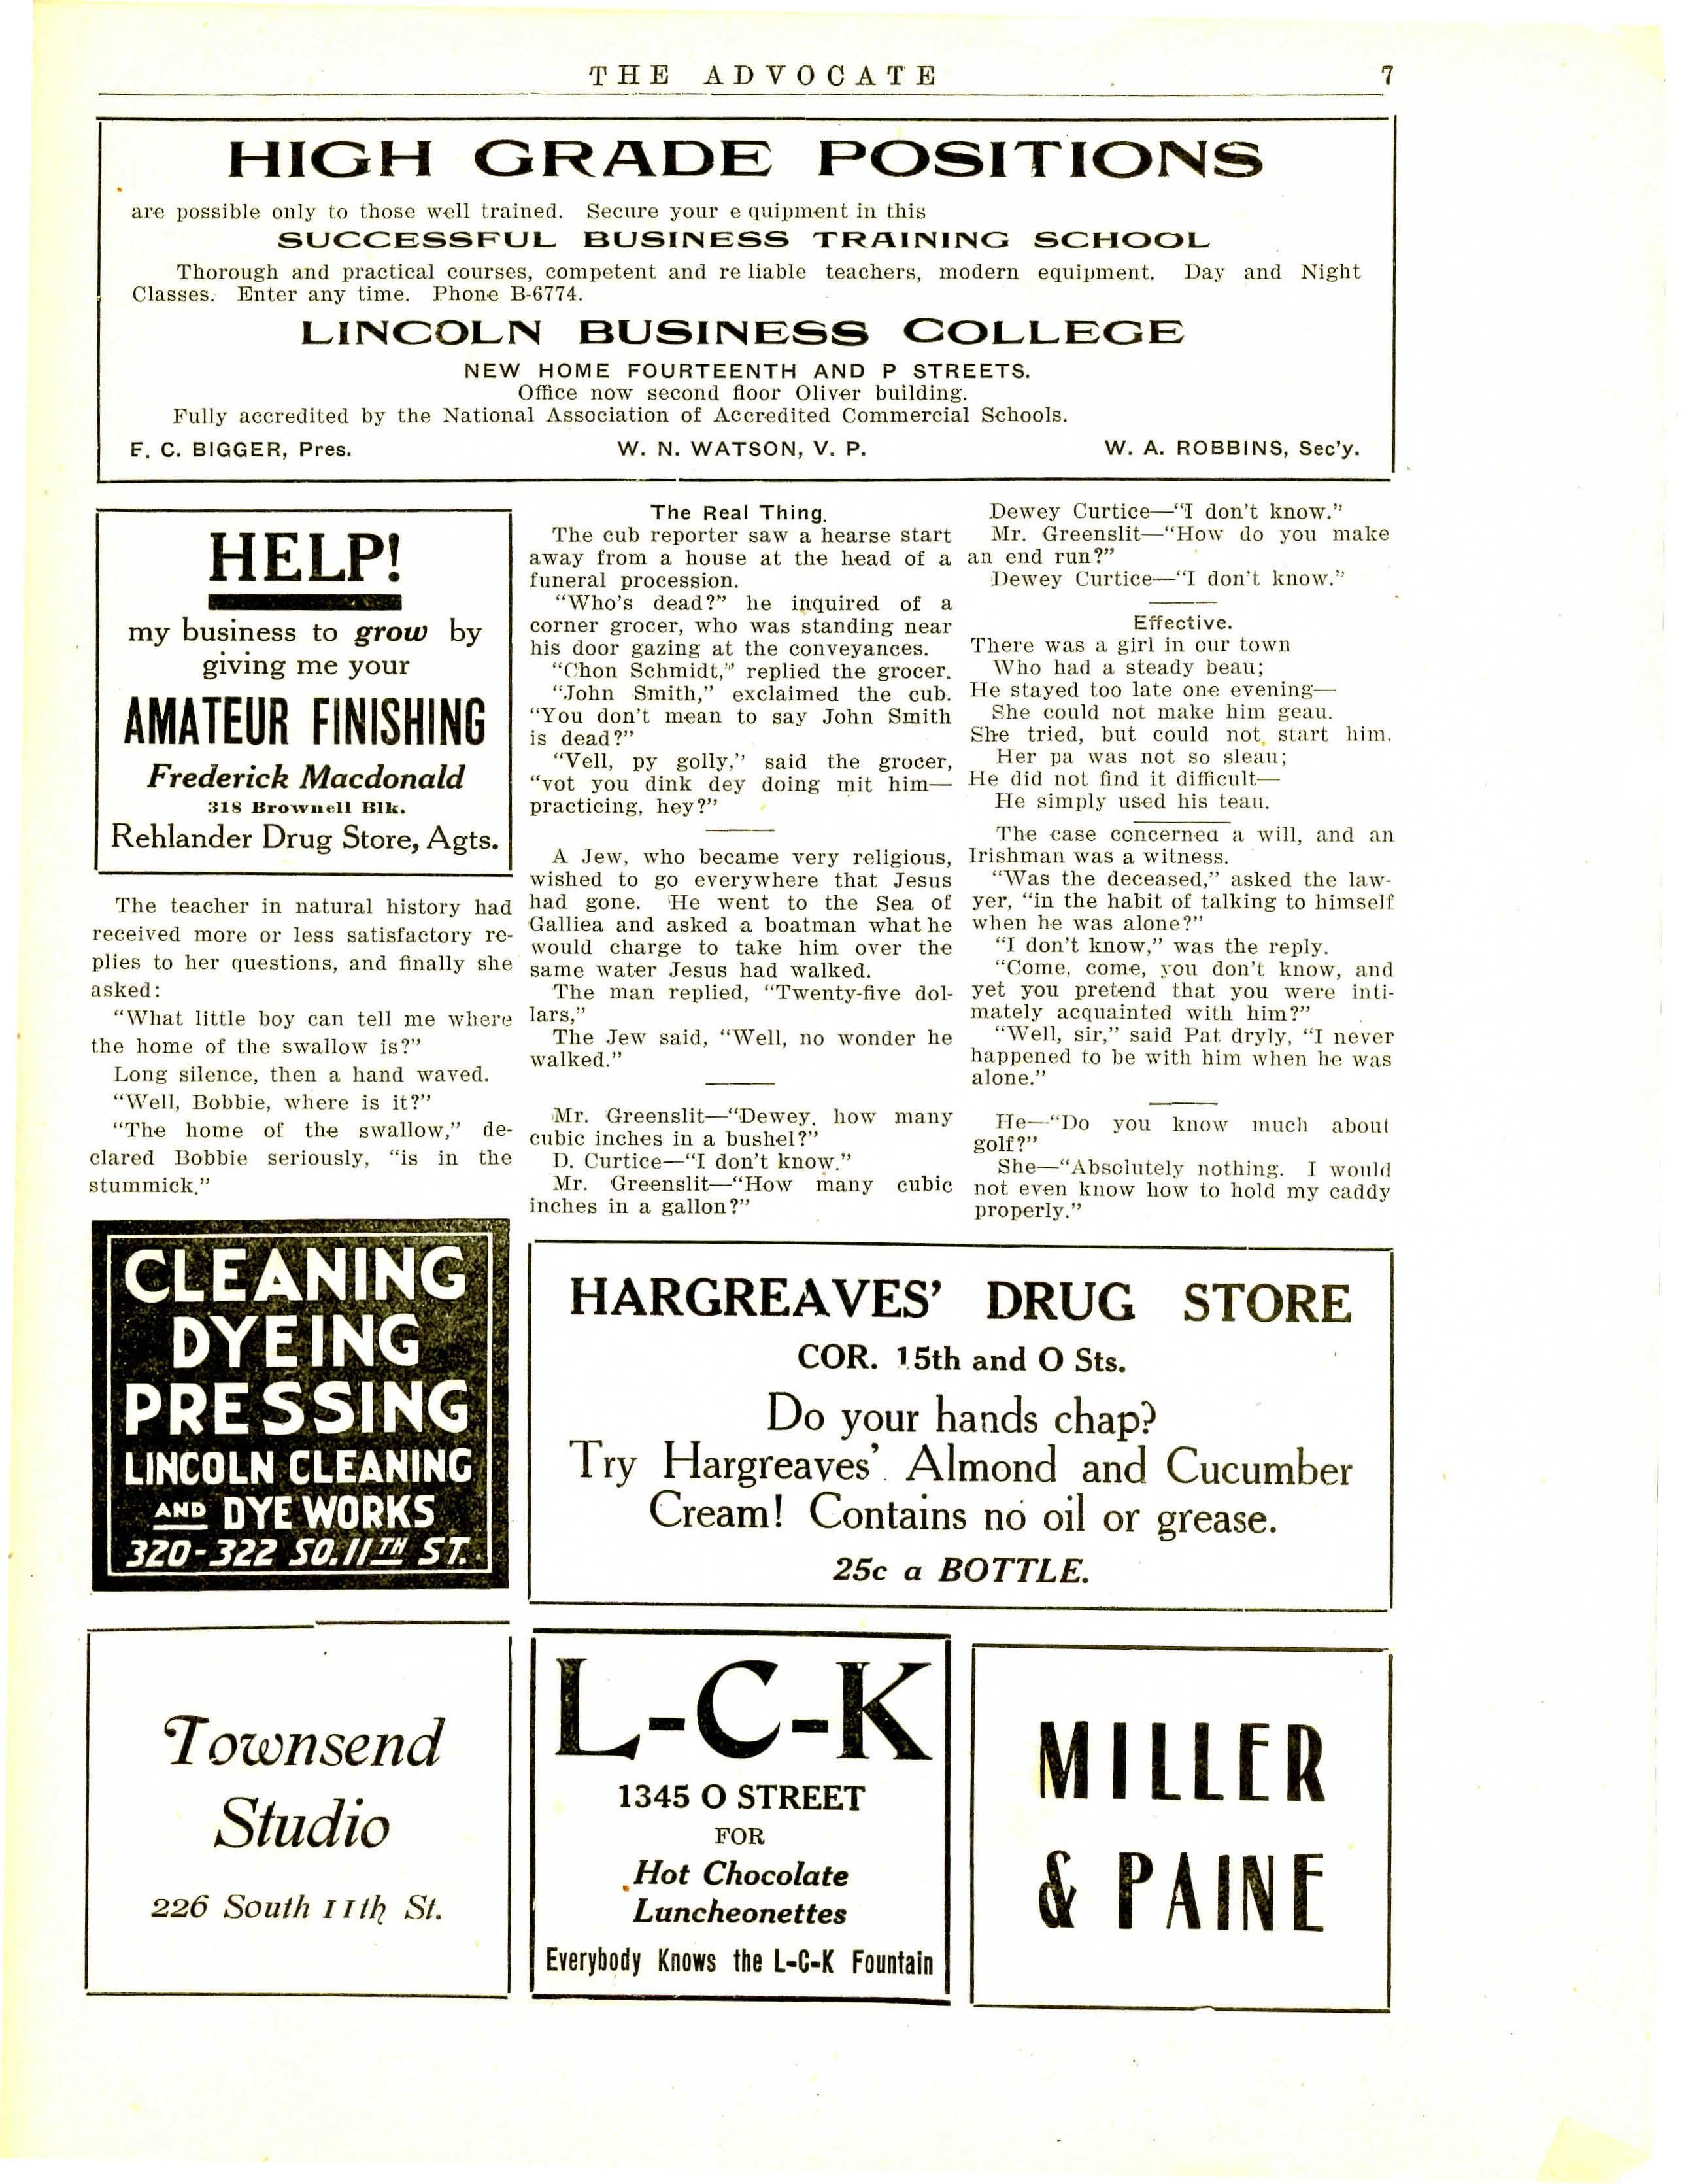 THE ADVOCATE 7
HIGH GRADE POSITIONS
are possible only to those well trained. Secure your e quipment in this
SUCCESSFUL BUSINESS TRAINING SCHOOL
Thorough and practical courses, competent and re liable teachers, modern equipment. Day and Night
Classes. Enter any time. Phone B-6774.
LINCOLN BUSINESS COLLEGE
NEW HOME FOURTEENTH AND P STREETS.
Office now second floor Oliver building.
Fully accredited by the National Association of Accredited Commercial Schools.
F. C. BIGGER, Pres. W. N. WATSON, V. P. W. A. ROBBINS, Sec'y.
HELP!
my business to grow by
giving me your
AMATEUR FINISHING
Frederick Macdonald
318 Brownell Blk.
Rehlander Drug Store, Agts.
The teacher in natural history had
received more or less satisfactory re-
plies to her questions, and finally she
asked:
"What little boy can tell me where
the home of the swallow is?"
Long silence, then a hand waved.
"Well, Bobbie, where is it?"
"The home of the swallow," de-
clared Bobbie seriously, "is in the
stummick."
CLEANING
DYEING
PRESSING
LINCOLN CLEANING
AND DYE WORKS
320-322 SO. 11TH ST.
The Real Thing.
The cub reporter saw a hearse start
away from a house at the head of a
funeral procession.
"Who's dead?" he inquired of a
corner grocer, who was standing near
his door gazing at the conveyances.
"Chon Schmidt," replied the grocer.
"John Smith," exclaimed the cub.
"You don't mean to say John Smith
is dead?"
"Vell, py golly," said the grocer,
"vot you dink dey doing mit him—
practicing, hey?"
A Jew, who became very religious,
wished to go everywhere that Jesus
had gone. He went to the Sea of
Galliea and asked a boatman what he
would charge to take him over the
same water Jesus had walked.
The man replied, "Twenty-five dol-
lars,"
The Jew said, "Well, no wonder he
walked."
Mr. Greenslit—"Dewey, how many
cubic inches in a bushel?"
D. Curtice—"I don't know."
Mr. Greenslit—"How many cubic
inches in a gallon?"
Dewey Curtice—"I don't know."
Mr. Greenslit—"How do you make
an end run?"
Dewey Curtice—"I don't know."
Effective.
There was a girl in our town
Who had a steady beau;
He stayed too late one evening—
She could not make him geau.
She tried, but could not start him.
Her pa was not so sleau;
He did not find it difficult—
He simply used his teau.
The case concerned a will, and an
Irishman was a witness.
"Was the deceased," asked the law-
yer, "in the habit of talking to himself
when he was alone?"
"I don't know," was the reply.
"Come, come, you don't know, and
yet you pretend that you were inti-
mately acquainted with him?"
"Well, sir," said Pat dryly, "I never
happened to be with him when he was
alone."
He—"Do you know much about
golf?"
She—"Absolutely nothing. I would
not even know how to hold my caddy
properly."
HARGREAVES' DRUG STORE
COR. 15th and O Sts.
Do your hands chap?
Try Hargreaves' Almond and Cucumber
Cream! Contains no oil or grease.
25c a BOTTLE.
Townsend
Studio
226 South 11th St.
L-C-K
1345 O STREET
FOR
Hot Chocolate
Luncheonettes
Everybody Knows the L-C-K Fountain
MILLER
& PAINE